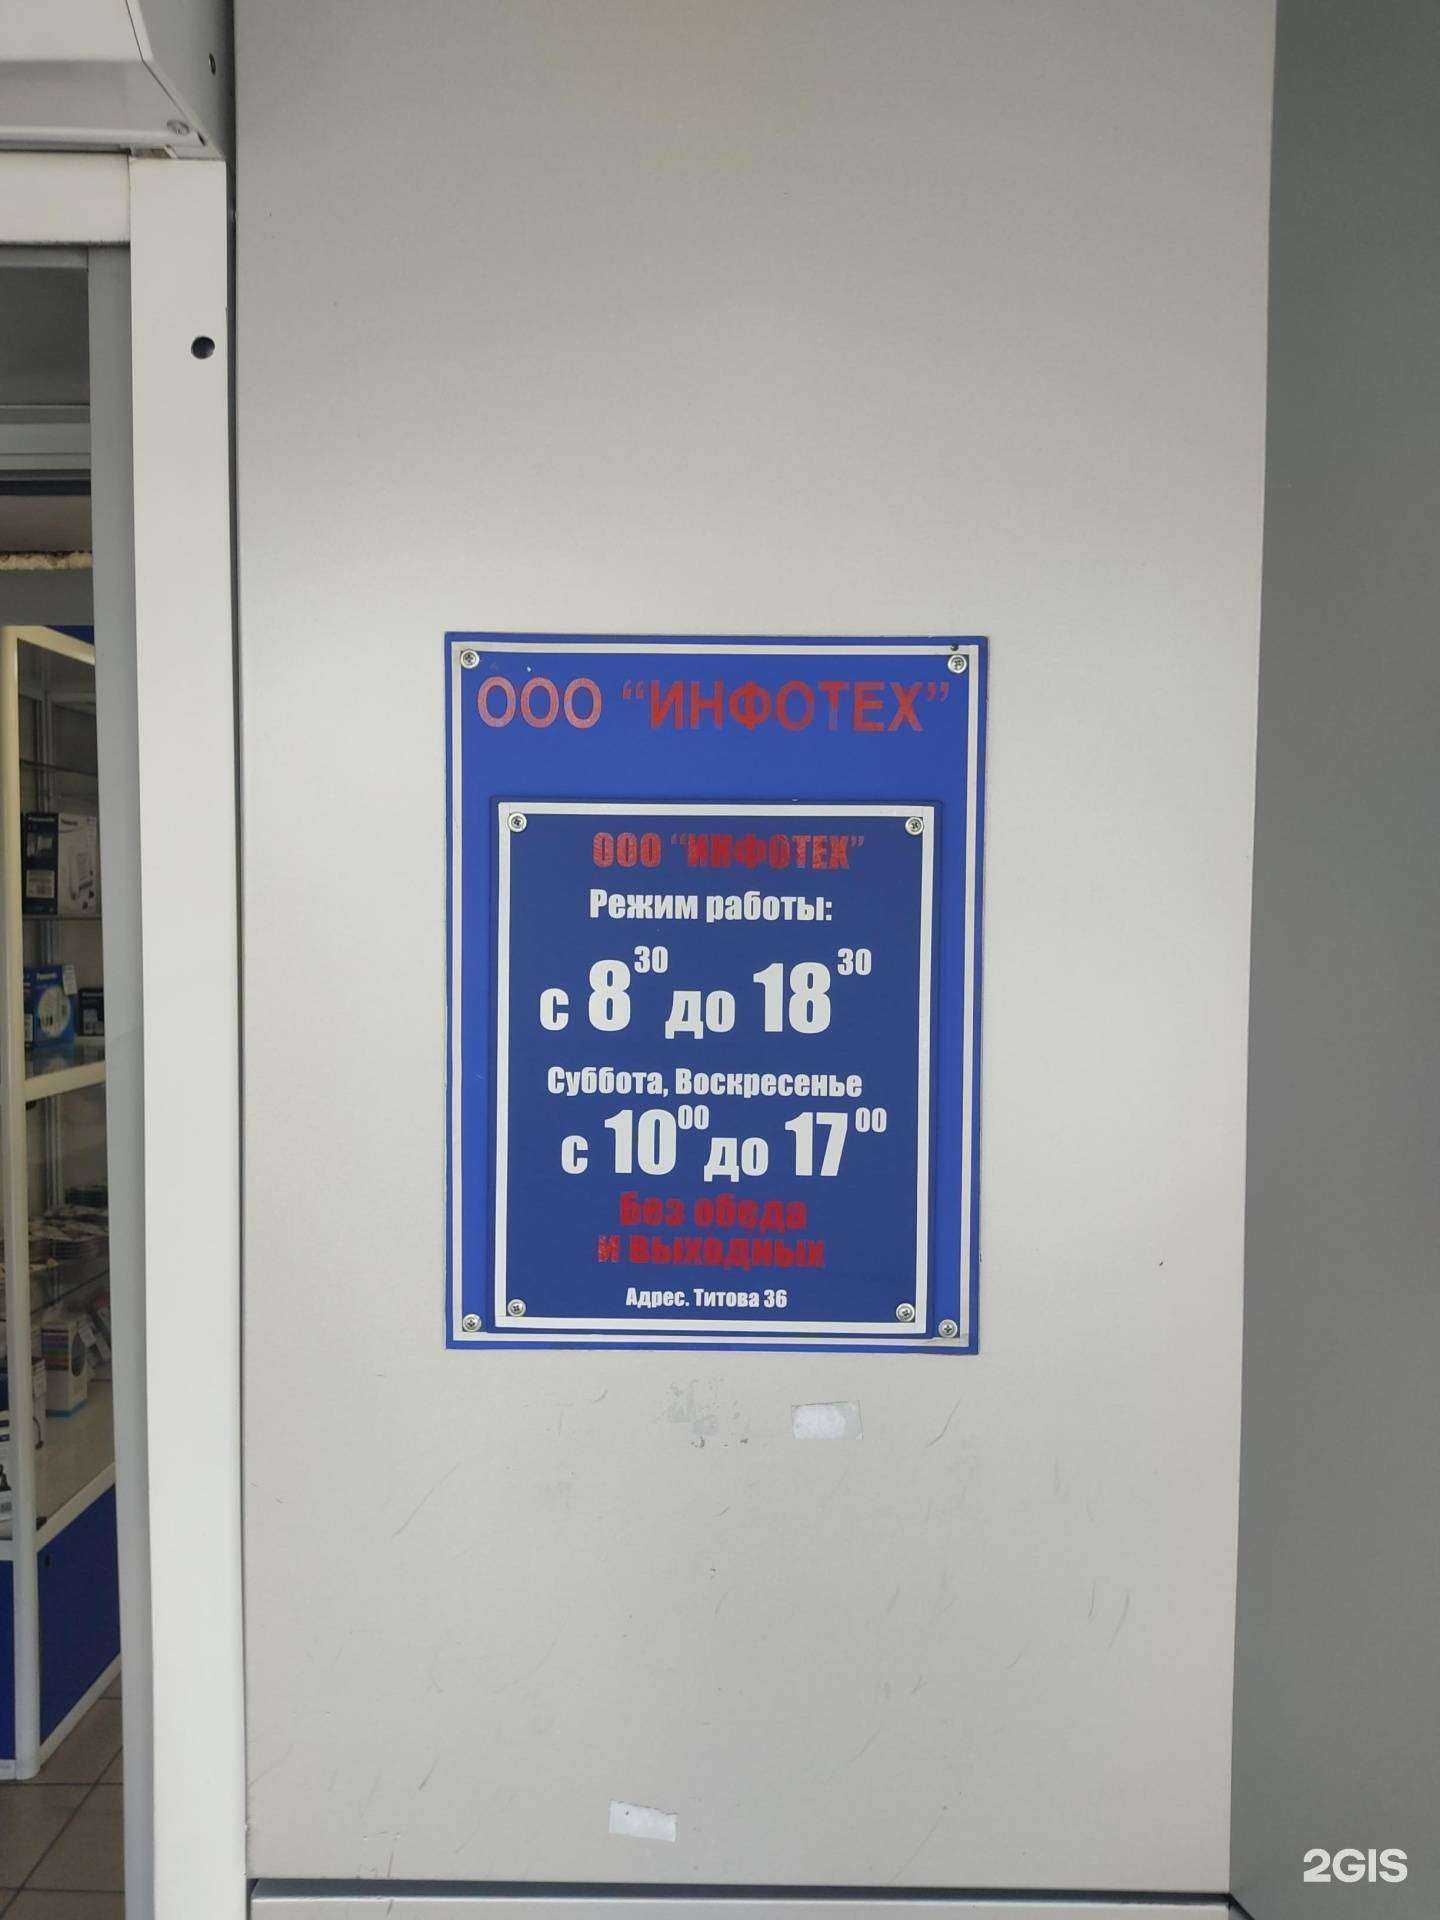 ООО “ИНФОТЕХ”
ООО “ИНФОТЕХ”
Режим работы:
с 8 30 до 18 30
Суббота, Воскресенье
с 10 00 до 17 00
Без обеда
и выходных
Адрес. Титова 36
Panasonic
2GIS